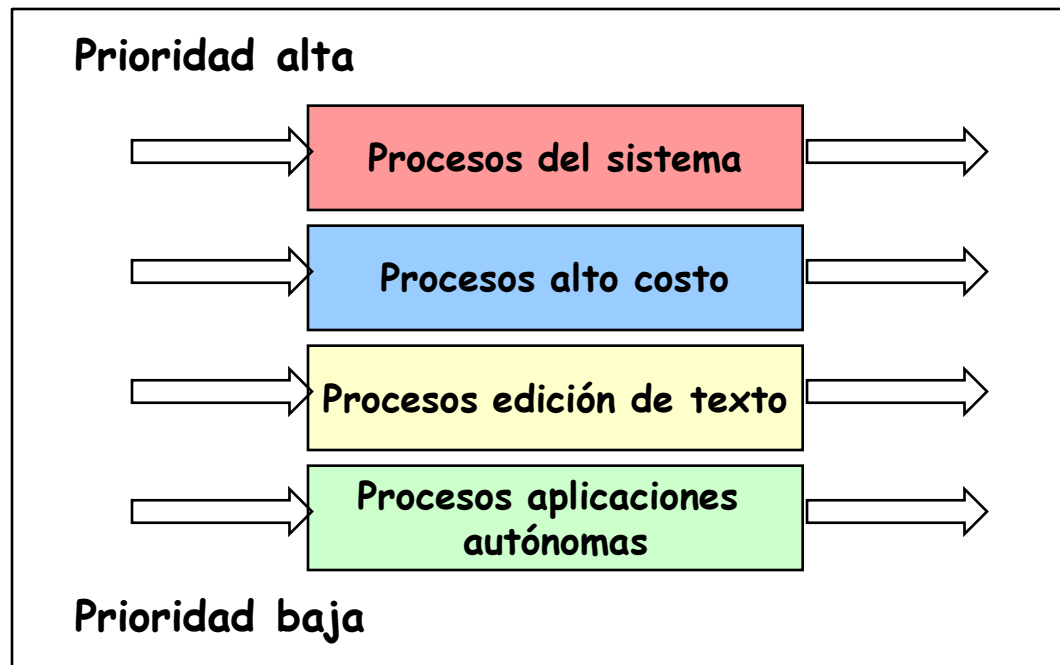 Prioridad alta
Procesos del sistema
Procesos alto costo
Procesos edición de texto
Procesos aplicaciones
autónomas
Prioridad baja